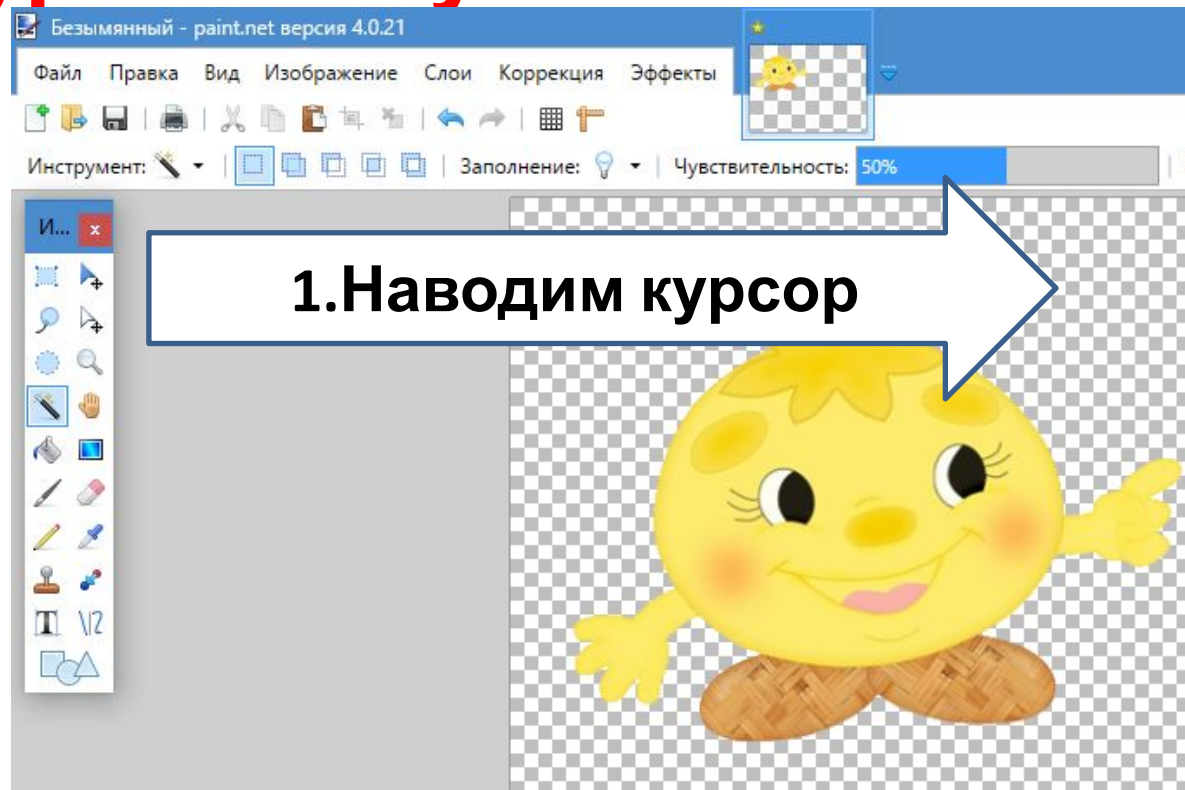 Безымянный - paint.net версия 4.0.21
Файл Правка Вид Изображение Слои Коррекция Эффекты
Инструмент: Заполнение: Чувствительность: 50%
И...
1.Наводим курсор